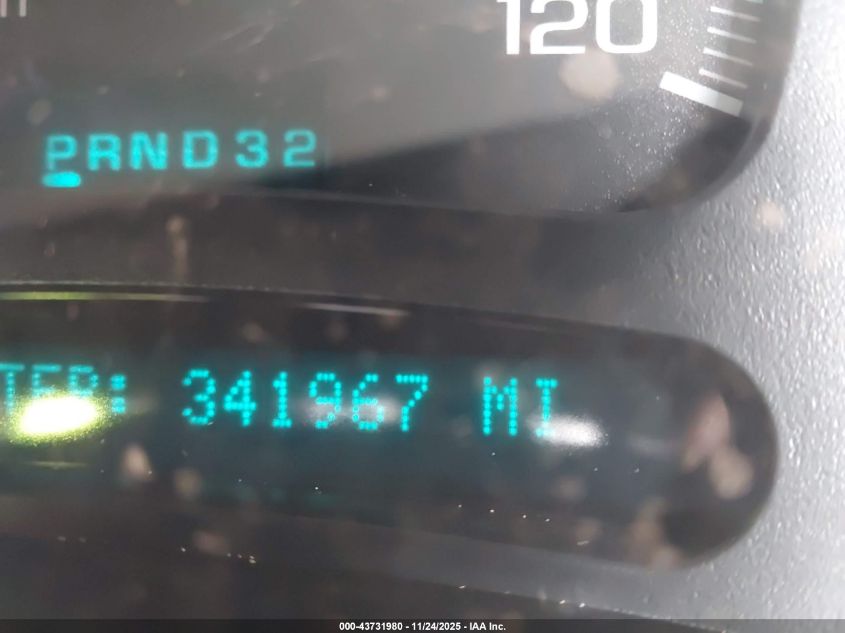 120
PRND32
341967 MI
000-43731980 - 11/24/2025 - IAA Inc.